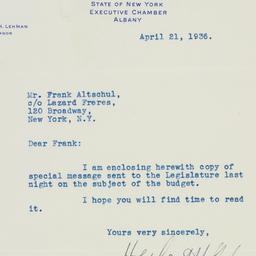 STATE OF NEW YORK
EXECUTIVE CHAMBER
ALBANY
H. LEHMAN
April 21, 1936.
Mr. Frank Altschul,
c/o Lazard Freres,
120 Broadway,
New York, N.Y.
Dear Frank:
I am enclosing herewith copy of
special message sent to the Legislature last
night on the subject of the budget.
I hope you will find time to read
it.
Yours very sincerely,